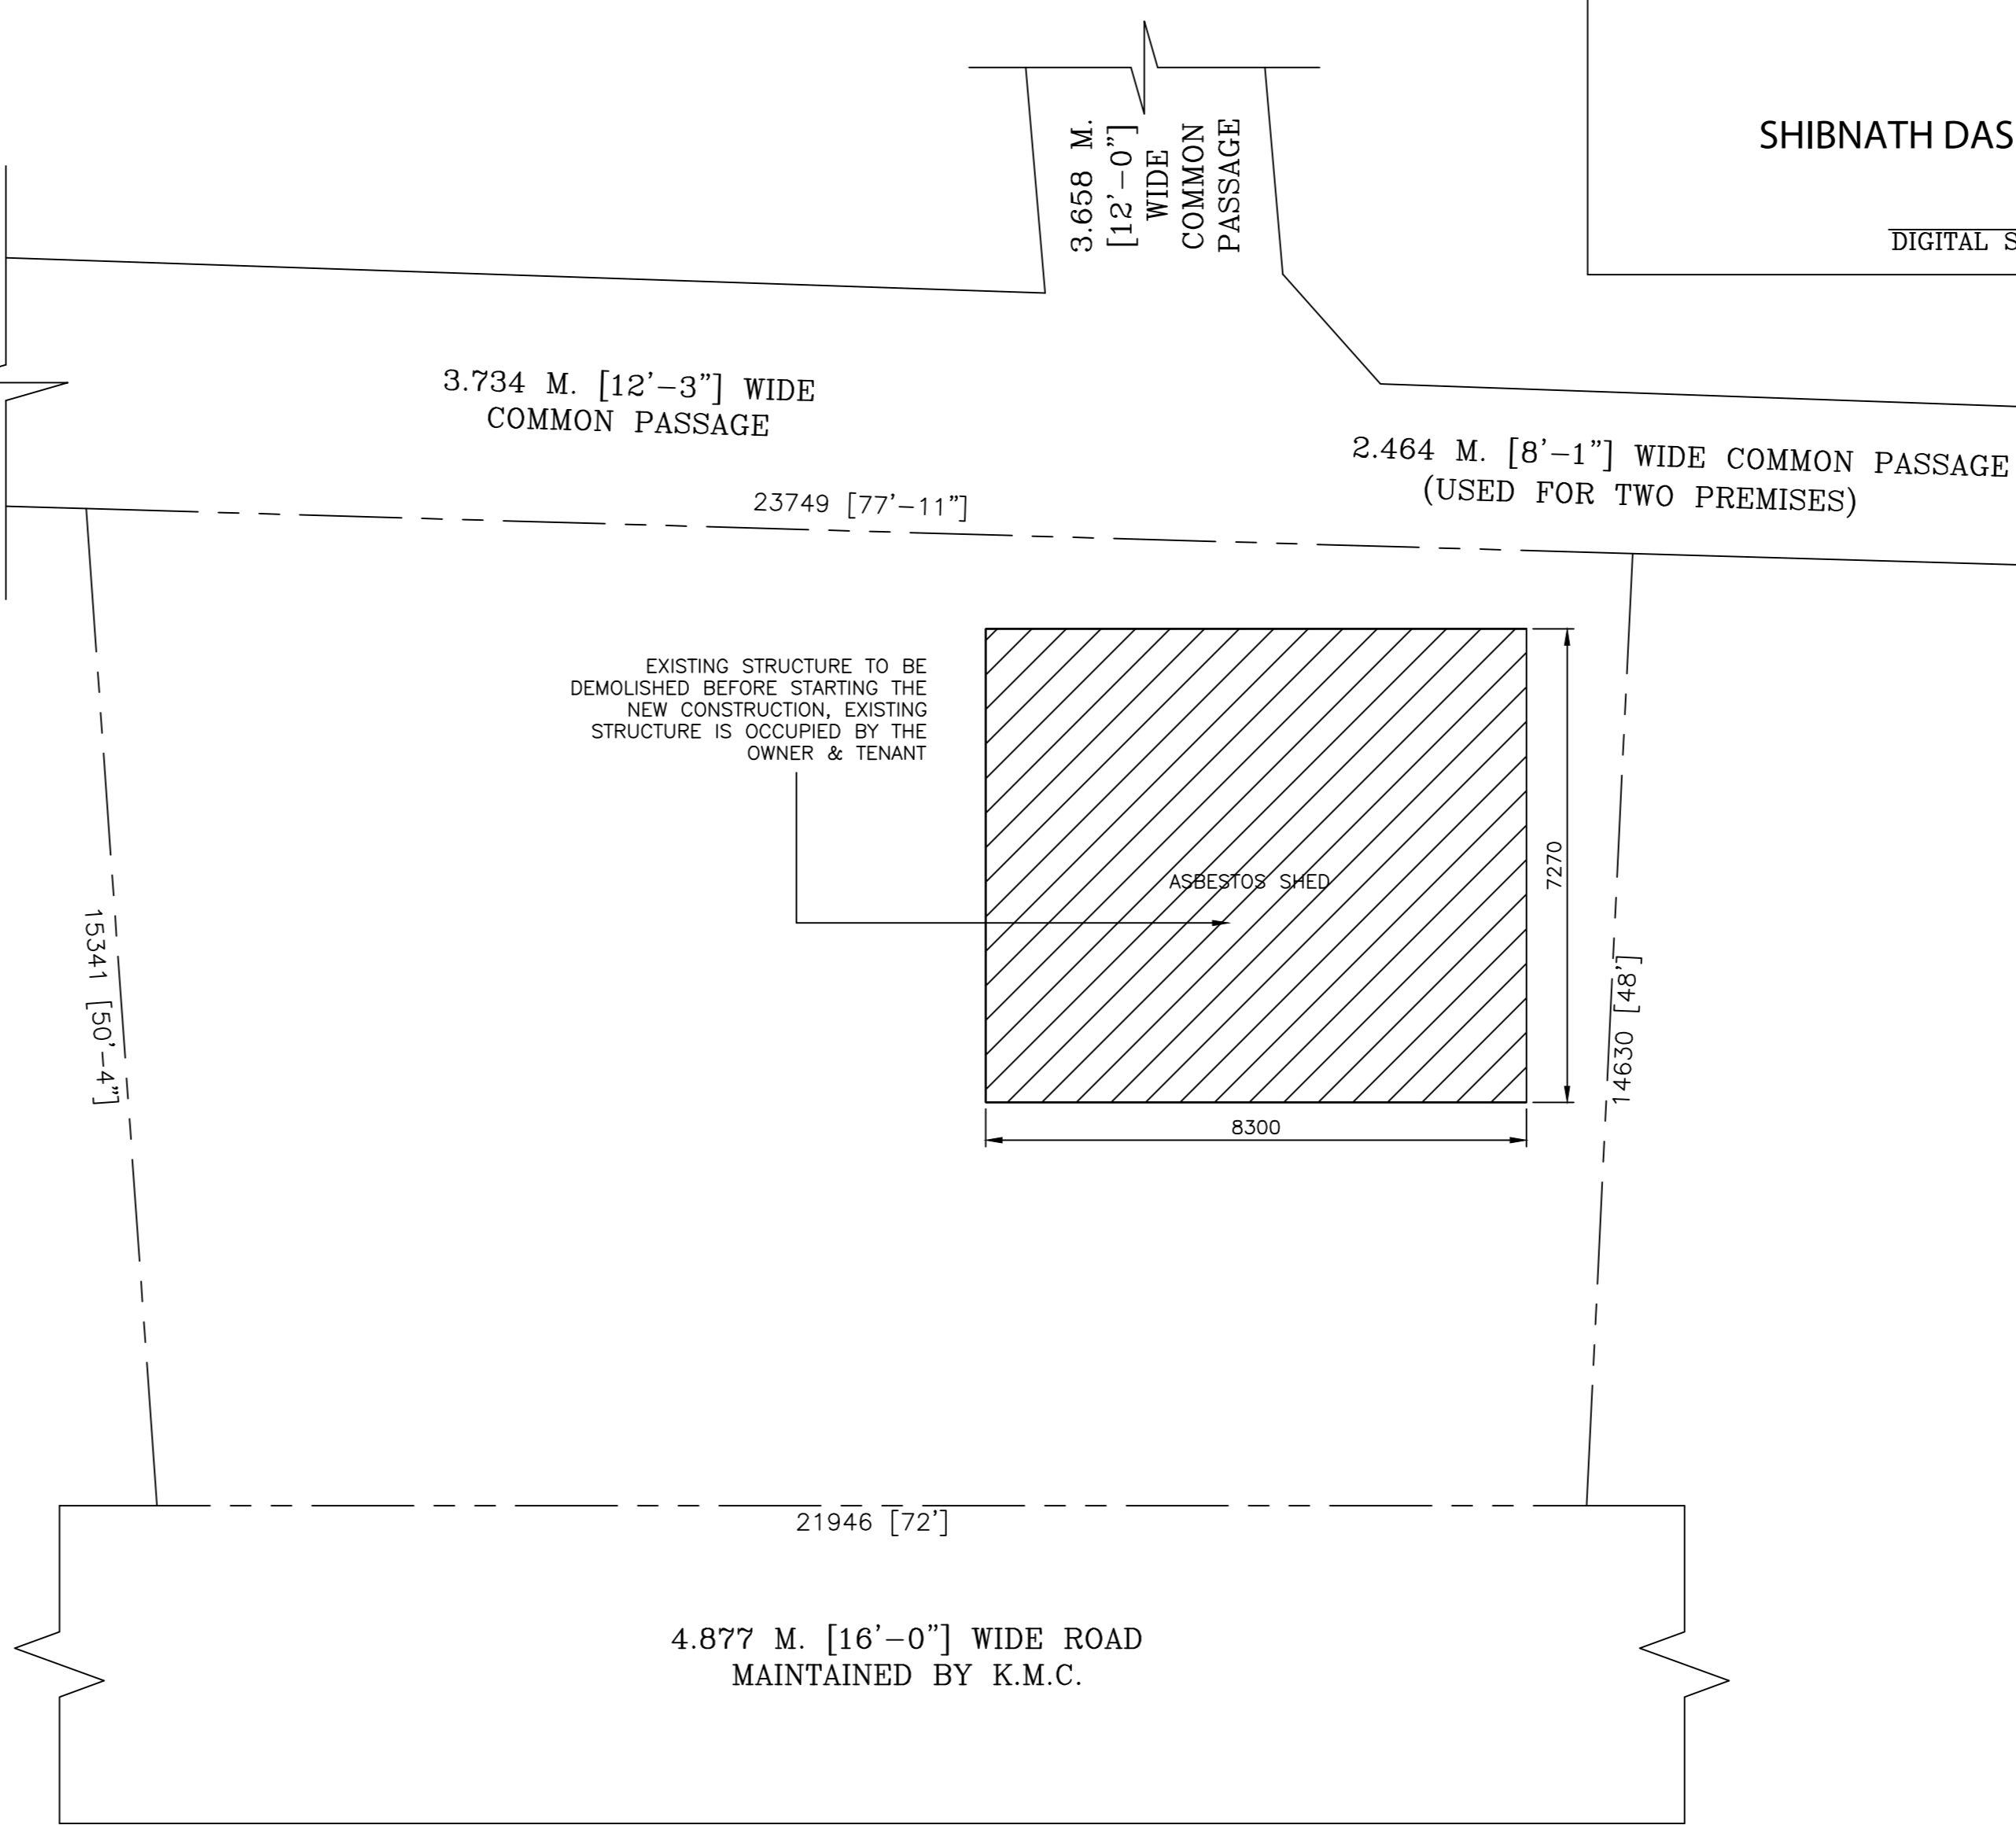 3.658 M.
[12'-0"]
WIDE
COMMON
PASSAGE
SHIBNATH DAS
DIGITAL S
3.734 M. [12'-3"] WIDE
COMMON PASSAGE
2.464 M. [8'-1"] WIDE COMMON PASSAGE
(USED FOR TWO PREMISES)
23749 [77'-11"]
EXISTING STRUCTURE TO BE
DEMOLISHED BEFORE STARTING THE
NEW CONSTRUCTION, EXISTING
STRUCTURE IS OCCUPIED BY THE
OWNER & TENANT
ASBESTOS SHED
7270
15341 [50'-4"]
14630 [48']
8300
21946 [72']
4.877 M. [16'-0"] WIDE ROAD
MAINTAINED BY K.M.C.